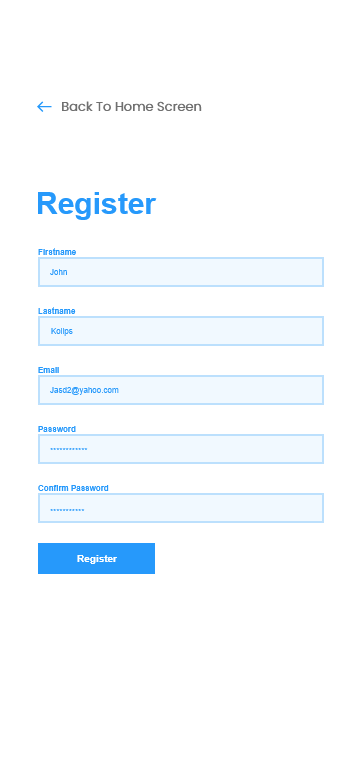 Back To Home Screen
Register
Firstname
John
Lastname
Kolips
Email
Jasd2@yahoo.com
Password
************
Confirm Password
***********
Register